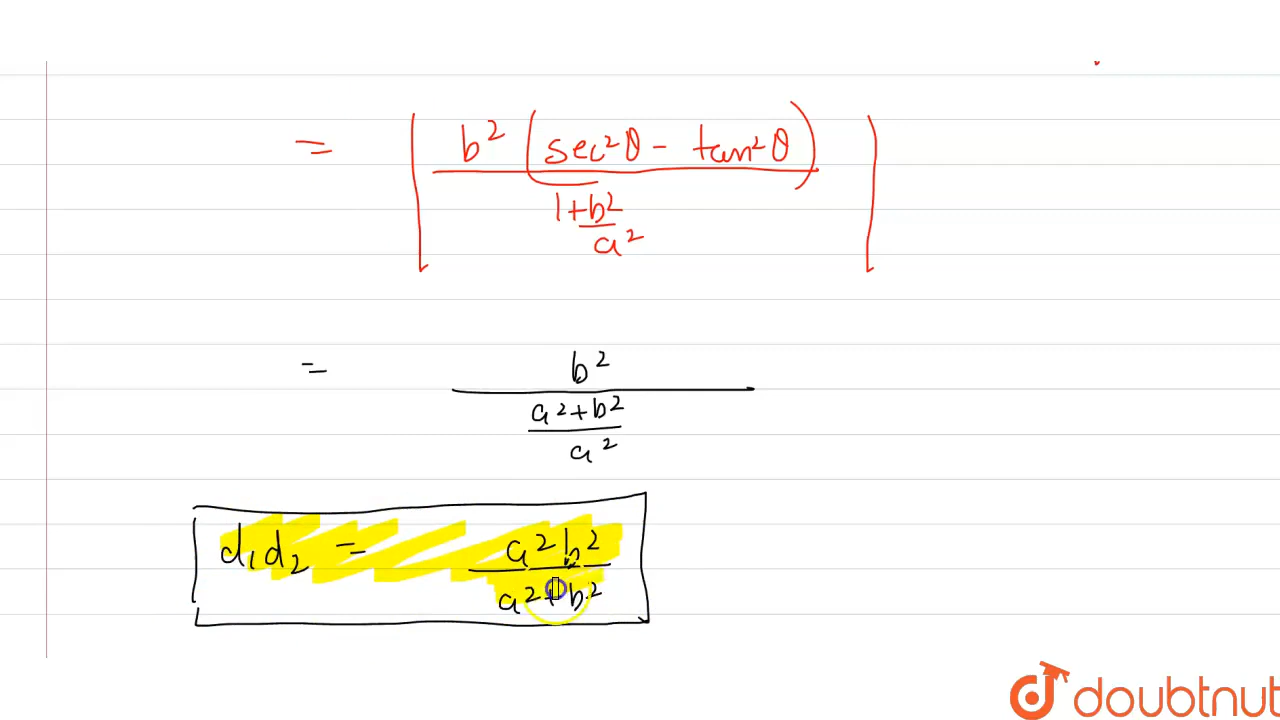 = | b² (sec²θ - tan²θ)
1+b²
a²
= b²
a²+b²
a²
d₁d₂ = a²b²
a²+b²
doubtnut